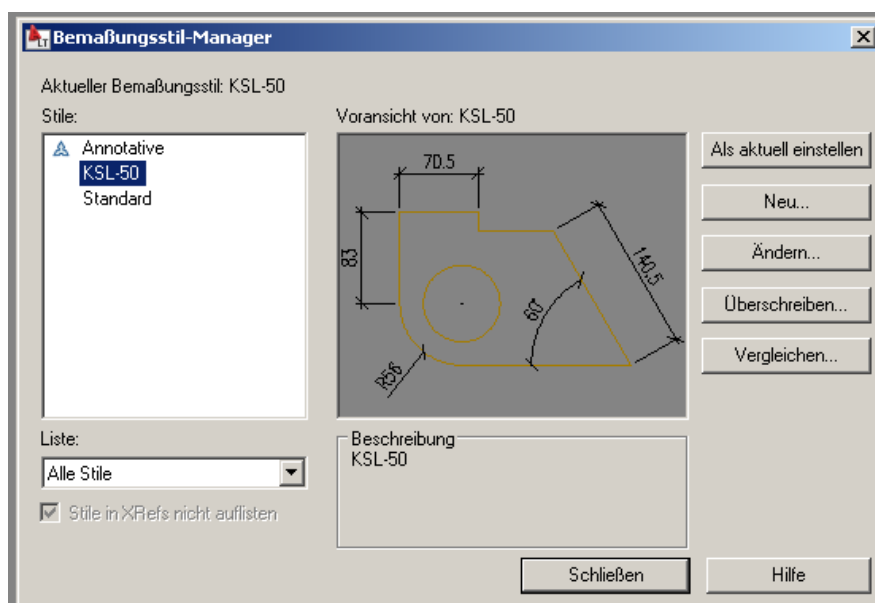 LT Bemaßungsstil-Manager
Aktueller Bemaßungsstil: KSL-50
Stile:
Annotative
KSL-50
Standard
Voransicht von: KSL-50
70.5
83
140,5
60°
R56
Als aktuell einstellen
Neu...
Ändern...
Überschreiben...
Vergleichen...
Liste:
Alle Stile
Stile in XRefs nicht auflisten
Beschreibung
KSL-50
Schließen
Hilfe